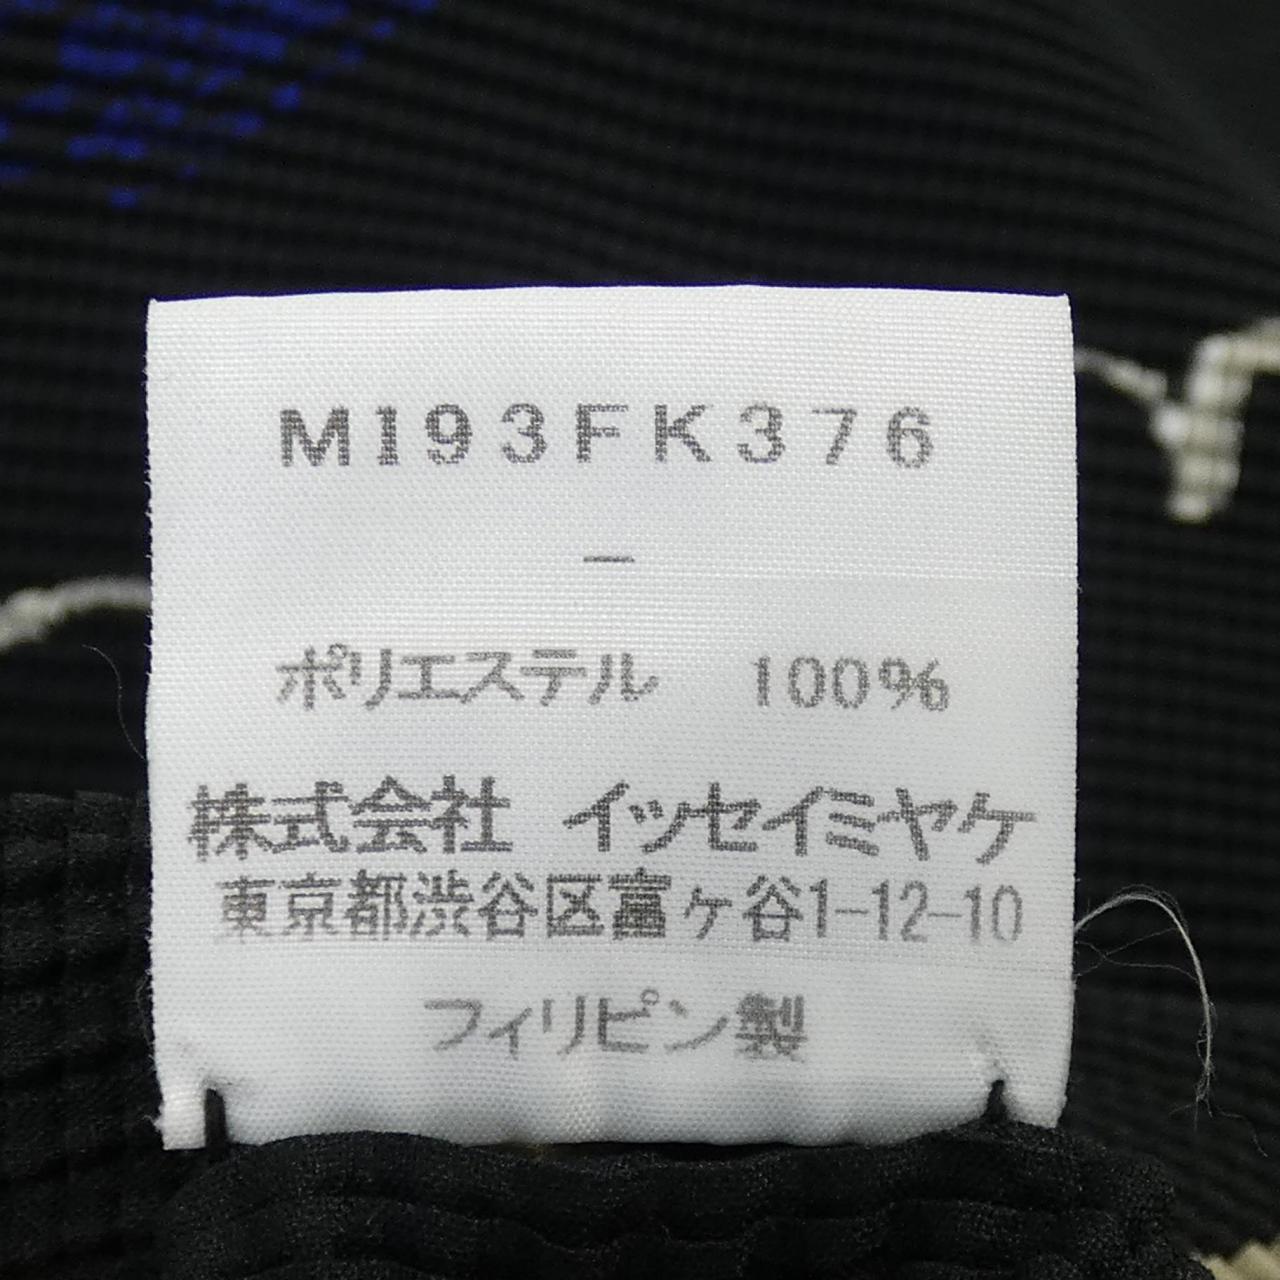 MI93FK376
–
ポリエステル 100%
株式会社 イッセイミヤケ
東京都渋谷区富ヶ谷1-12-10
フィリピン製